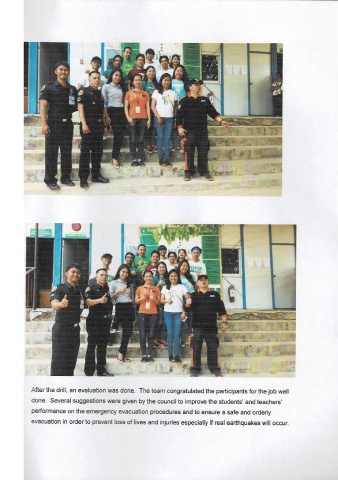 After the drill, an evaluation was done. The team congratulated the participants for the job well
done. Several suggestions were given by the council to improve the students' and teachers'
performance on the emergency evacuation procedures and to ensure a safe and orderly
evacuation in order to prevent loss of lives and injuries especially if real earthquakes will occur.